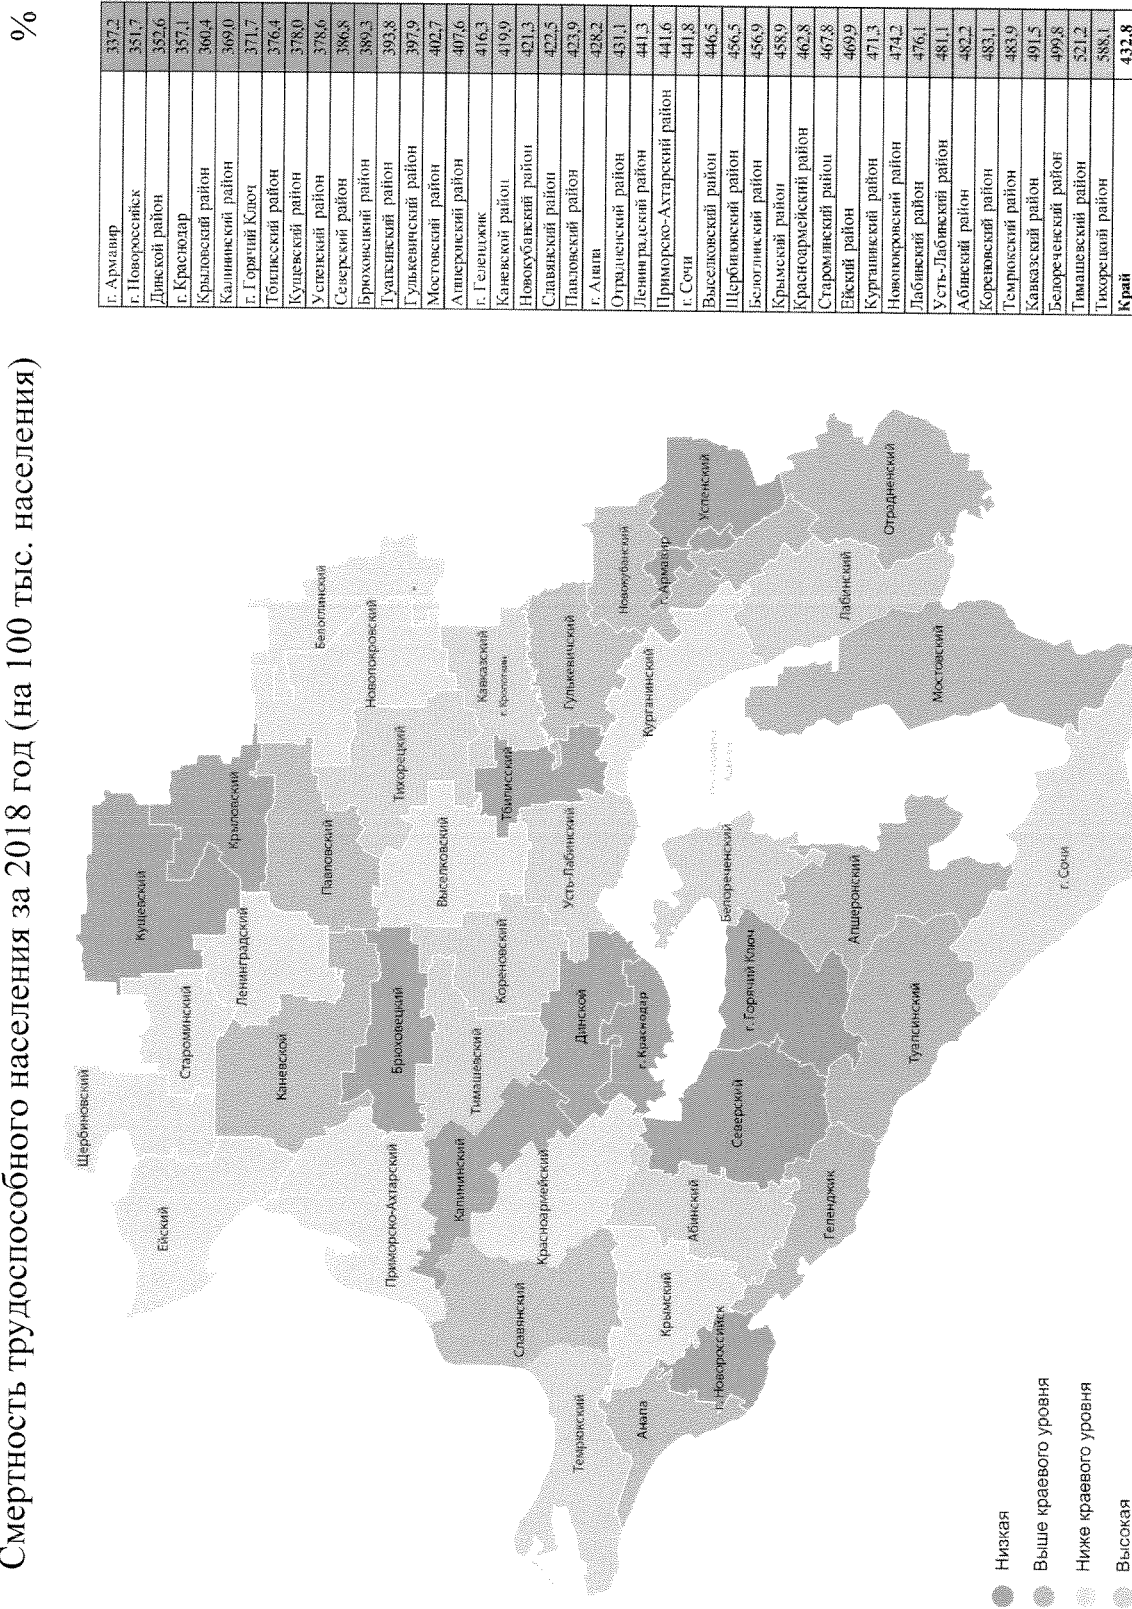 Смертность трудоспособного населения за 2018 год (на 100 тыс. населения)
%
г. Армавир 337,2
г. Новороссийск 351,7
Динской район 352,6
г. Краснодар 357,1
Крыловский район 360,4
Калининский район 369,0
г. Горячий Ключ 371,7
Тбилисский район 376,4
Кущевский район 378,0
Успенский район 378,6
Северский район 386,8
Брюховецкий район 389,3
Туапсинский район 393,8
Гулькевичский район 397,9
Мостовский район 402,7
Апшеронский район 407,6
г. Геленджик 416,3
Каневской район 419,9
Новокубанский район 421,3
Славянский район 422,5
Павловский район 423,9
г. Анапа 428,2
Отрадненский район 431,1
Ленинградский район 441,3
Приморско-Ахтарский район 441,6
г. Сочи 441,8
Выселковский район 446,5
Щербиновский район 456,5
Белоглинский район 456,9
Крымский район 458,9
Красноармейский район 462,8
Староминский район 467,8
Ейский район 469,9
Курганинский район 471,3
Новопокровский район 474,2
Лабинский район 476,1
Усть-Лабинский район 481,1
Абинский район 482,2
Кореновский район 483,1
Темрюкский район 483,9
Кавказский район 491,5
Белореченский район 499,8
Тимашевский район 521,2
Тихорецкий район 588,1
Край 432,8
Щербиновский
Ейский
Староминский
Кущевский
Ленинградский
Крыловский
Каневской
Павловский
Белоглинский
Новопокровский
Приморско-Ахтарский
Брюховецкий
Тихорецкий
Калининский
Тимашевский
Выселковский
Кореновский
Кавказский
г. Кропоткин
Тбилисский
Славянский
Красноармейский
Динской
Усть-Лабинский
Гулькевичский
Темрюкский
Анапа
Крымский
г. Краснодар
Курганинский
Новокубанский
г. Армавир
Успенский
г. Новороссийск
Абинский
Северский
г. Горячий Ключ
Белореченский
Геленджик
Туапсинский
Апшеронский
Лабинский
Отрадненский
Мостовский
г. Сочи
Низкая
Выше краевого уровня
Ниже краевого уровня
Высокая